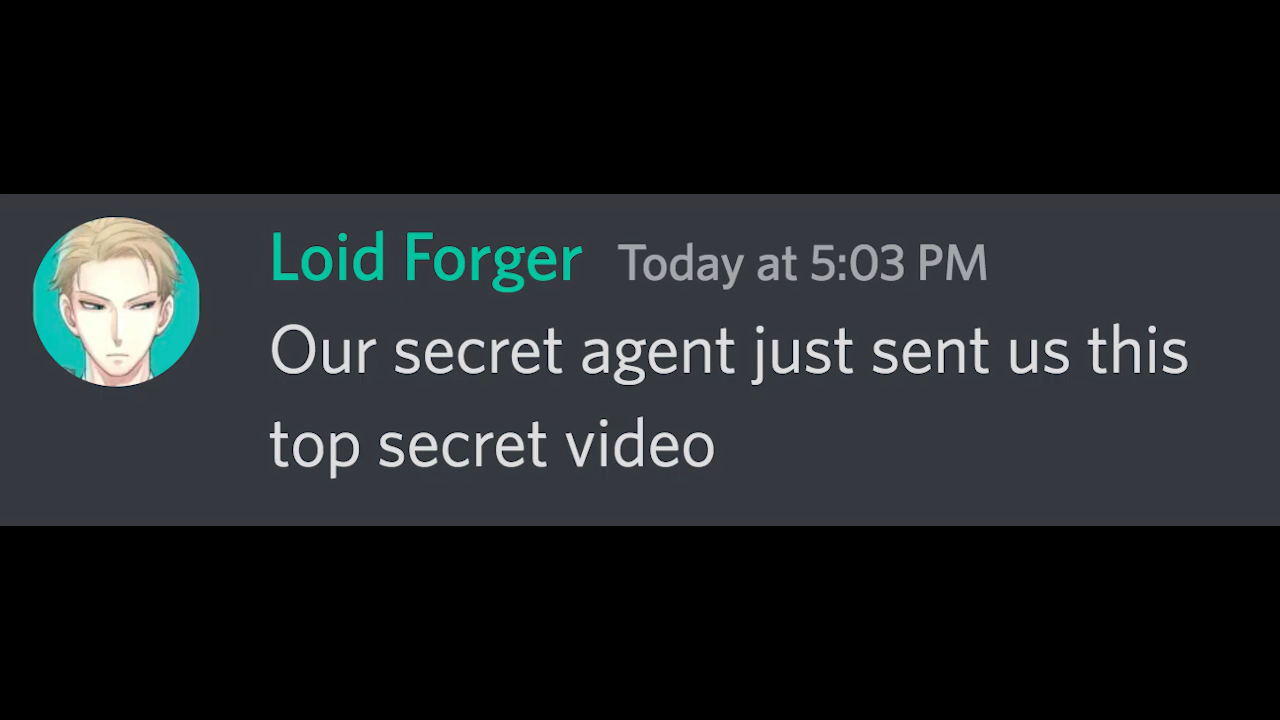 Loid Forger Today at 5:03 PM
Our secret agent just sent us this
top secret video